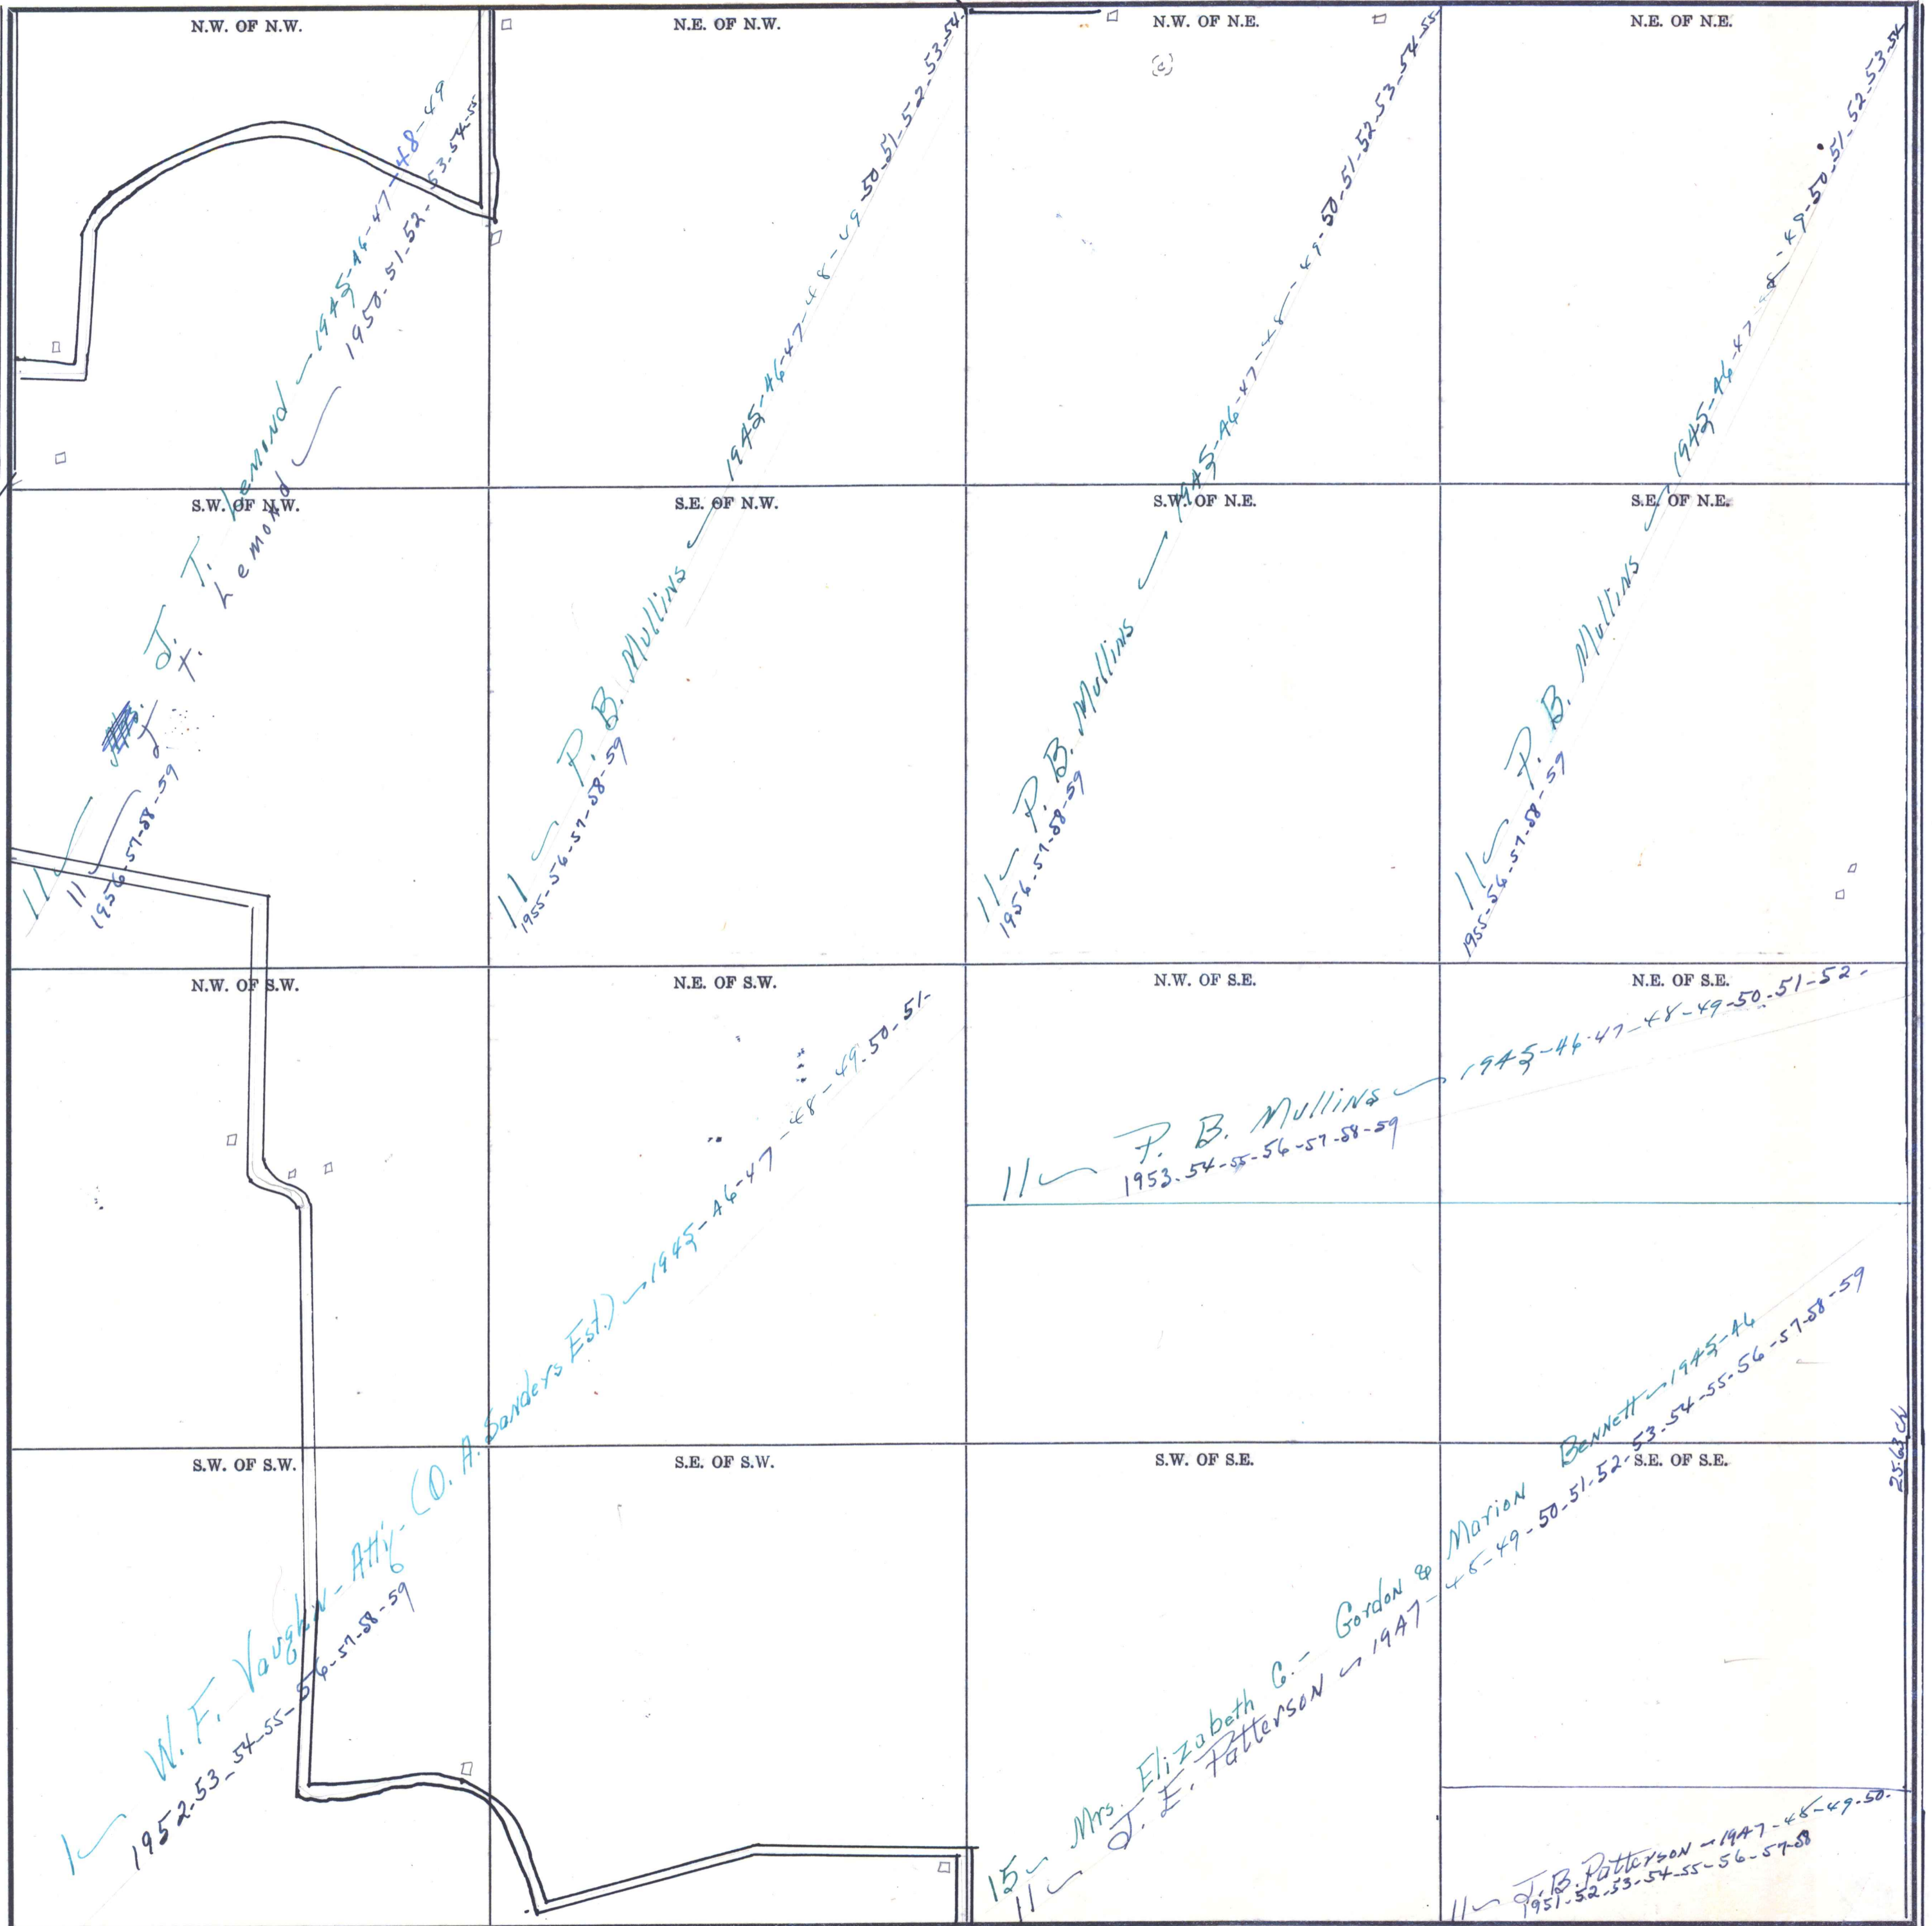 N.W. OF N.W.
N.E. OF N.W.
N.W. OF N.E.
N.E. OF N.E.
11 J. T. Lemond 1945-46-47-48-49
11 J. T. Lemond 1950-51-52-53-54-55
1956-57-58-59
11 P. B. Mullins 1945-46-47-48-49-50-51-52-53-54-
1955-56-57-58-59
11 P. B. Mullins 1945-46-47-48-49-50-51-52-53-54-55-
1956-57-58-59
11 P. B. Mullins 1945-46-47-48-49-50-51-52-53-54
1955-56-57-58-59
S.W. OF N.W.
S.E. OF N.W.
S.W. OF N.E.
S.E. OF N.E.
N.W. OF S.W.
N.E. OF S.W.
N.W. OF S.E.
N.E. OF S.E.
11 P. B. Mullins 1945-46-47-48-49-50-51-52-
1953-54-55-56-57-58-59
1 W. F. Vaughn - Atty - (O. A. Sanders Est.) 1945-46-47-48-49-50-51-
1952-53-54-55-56-57-58-59
S.W. OF S.W.
S.E. OF S.W.
S.W. OF S.E.
S.E. OF S.E.
15 Mrs. Elizabeth C. - Gordon & Marion Bennett 1945-46
11 J. E. Patterson 1947-48-49-50-51-52-53-54-55-56-57-58-59
25.63 ch
11 J. B. Patterson 1947-48-49-50-
1951-52-53-54-55-56-57-58